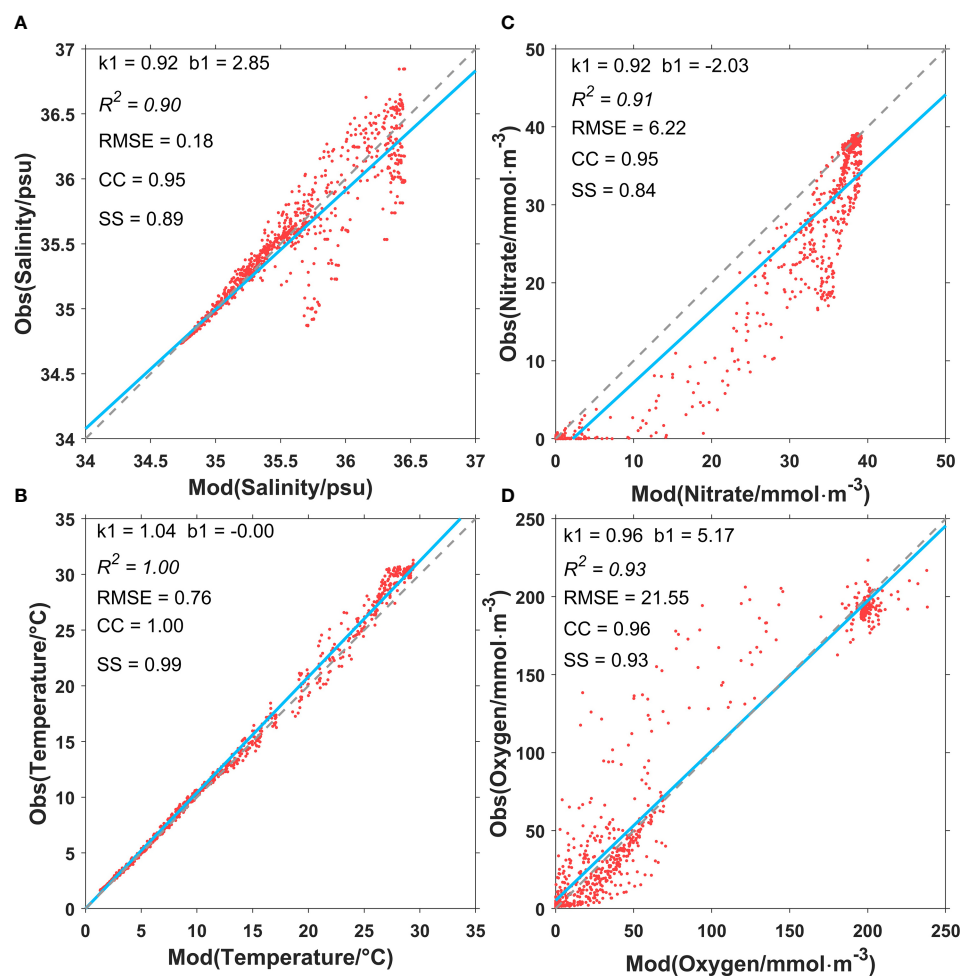 A
k1 = 0.92 b1 = 2.85
R² = 0.90
RMSE = 0.18
CC = 0.95
SS = 0.89
37
36.5
36
35.5
35
34.5
34
Obs(Salinity/psu)
34 34.5 35 35.5 36 36.5 37
Mod(Salinity/psu)
C
k1 = 0.92 b1 = -2.03
R² = 0.91
RMSE = 6.22
CC = 0.95
SS = 0.84
50
40
30
20
10
0
Obs(Nitrate/mmol·m⁻³)
0 10 20 30 40 50
Mod(Nitrate/mmol·m⁻³)
B
k1 = 1.04 b1 = -0.00
R² = 1.00
RMSE = 0.76
CC = 1.00
SS = 0.99
35
30
25
20
15
10
5
0
Obs(Temperature/°C)
0 5 10 15 20 25 30 35
Mod(Temperature/°C)
D
k1 = 0.96 b1 = 5.17
R² = 0.93
RMSE = 21.55
CC = 0.96
SS = 0.93
250
200
150
100
50
0
Obs(Oxygen/mmol·m⁻³)
0 50 100 150 200 250
Mod(Oxygen/mmol·m⁻³)